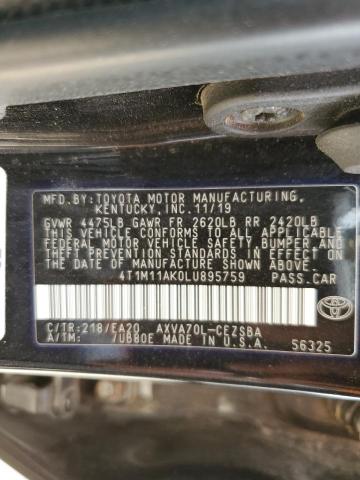 MFD.BY:TOYOTA MOTOR MANUFACTURING,
KENTUCKY,INC.11/19
GVWR 4475LB GAWR FR 2620LB RR 2420LB
THIS VEHICLE CONFORMS TO ALL APPLICABLE
FEDERAL MOTOR VEHICLE SAFETY,BUMPER,AND
THEFT PREVENTION STANDARDS IN EFFECT ON
THE DATE OF MANUFACTURE SHOWN ABOVE.
4T1M11AK0LU895759 PASS.CAR
C/TR:218/EA20 AXVA70L-CEZSBA
A/TM: /UB80E MADE IN U.S.A. 56325